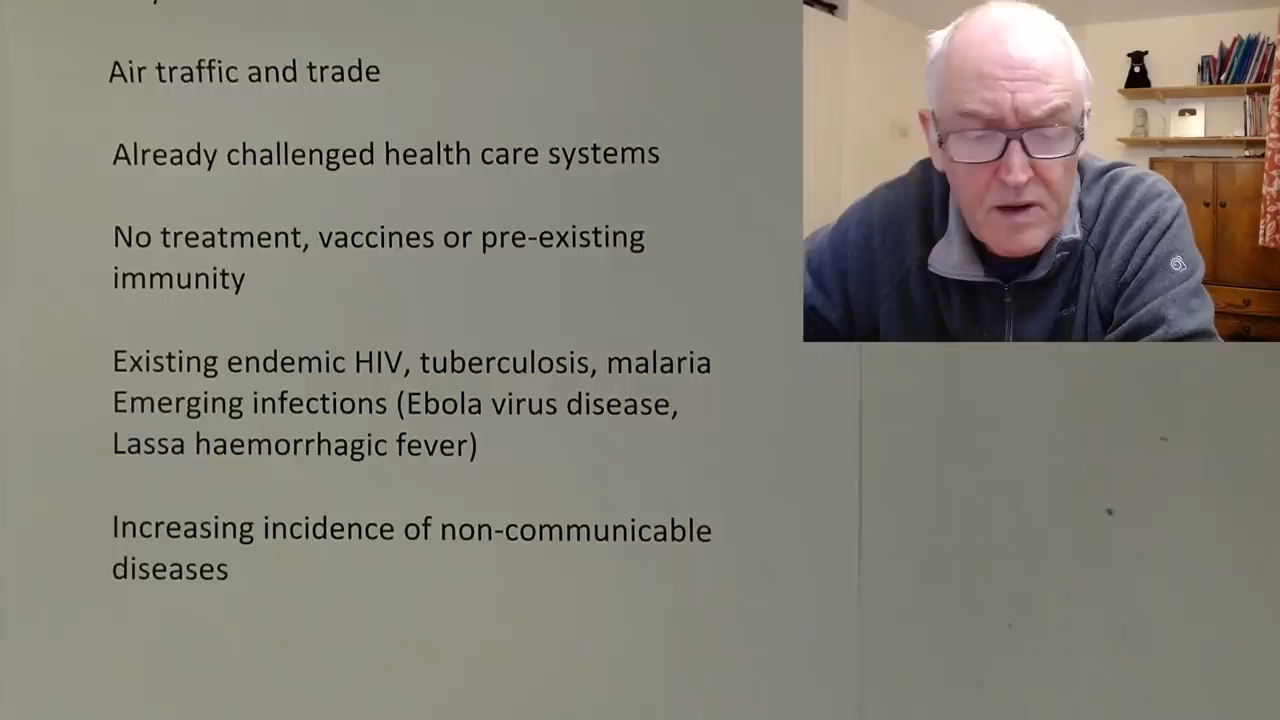 Air traffic and trade
Already challenged health care systems
No treatment, vaccines or pre-existing
immunity
Existing endemic HIV, tuberculosis, malaria
Emerging infections (Ebola virus disease,
Lassa haemorrhagic fever)
Increasing incidence of non-communicable
diseases